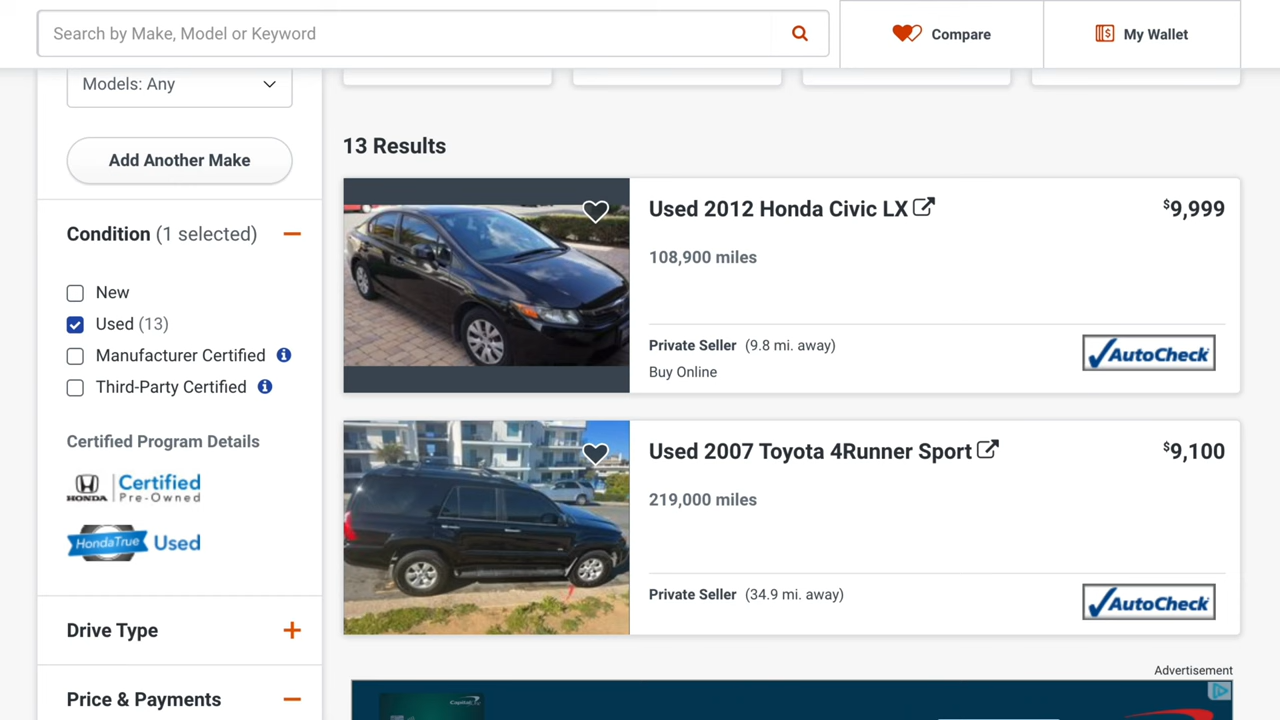 Search by Make, Model or Keyword
Compare
My Wallet
Models: Any
Add Another Make
Condition (1 selected)
New
Used (13)
Manufacturer Certified
Third-Party Certified
Certified Program Details
HONDA Certified Pre-Owned
HondaTrue Used
Drive Type
Price & Payments
13 Results
Used 2012 Honda Civic LX
$9,999
108,900 miles
Private Seller (9.8 mi. away)
Buy Online
AutoCheck
Used 2007 Toyota 4Runner Sport
$9,100
219,000 miles
Private Seller (34.9 mi. away)
AutoCheck
Advertisement
Capital